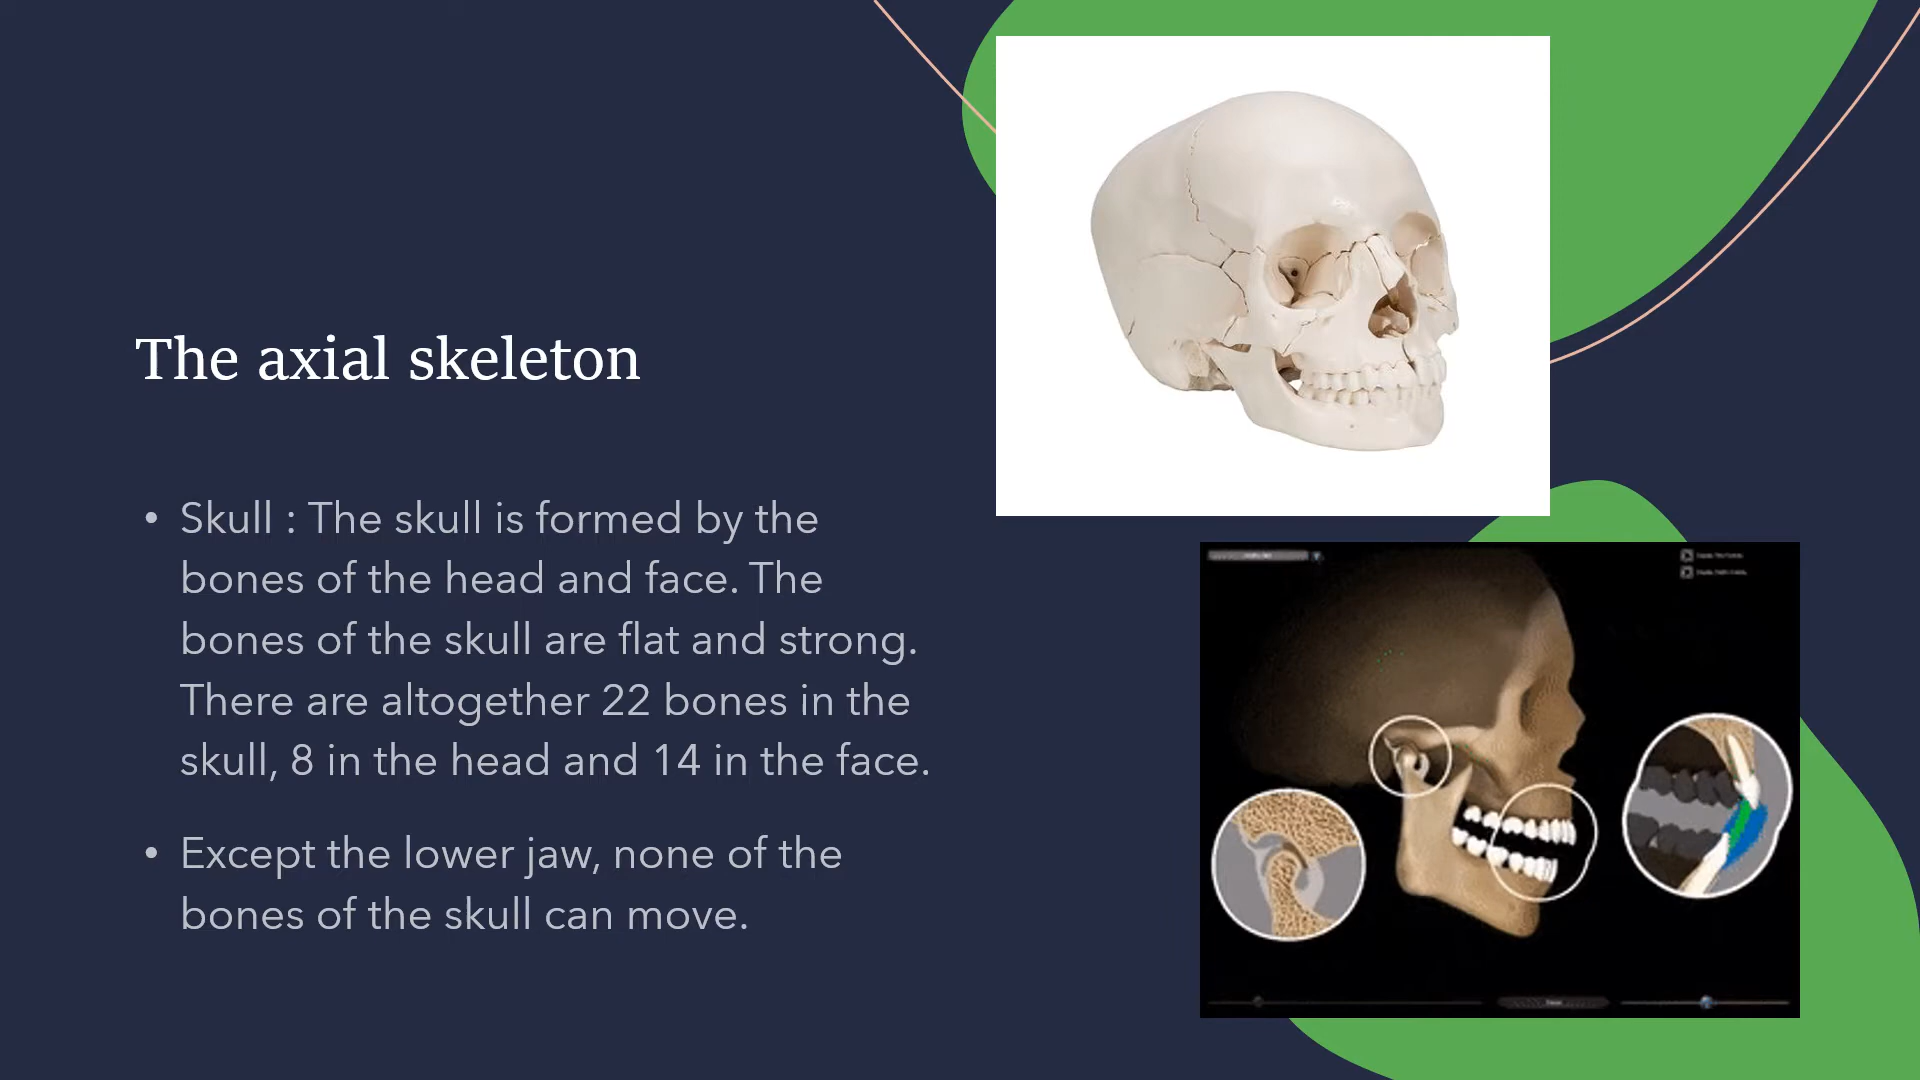 The axial skeleton
• Skull : The skull is formed by the
bones of the head and face. The
bones of the skull are flat and strong.
There are altogether 22 bones in the
skull, 8 in the head and 14 in the face.
• Except the lower jaw, none of the
bones of the skull can move.